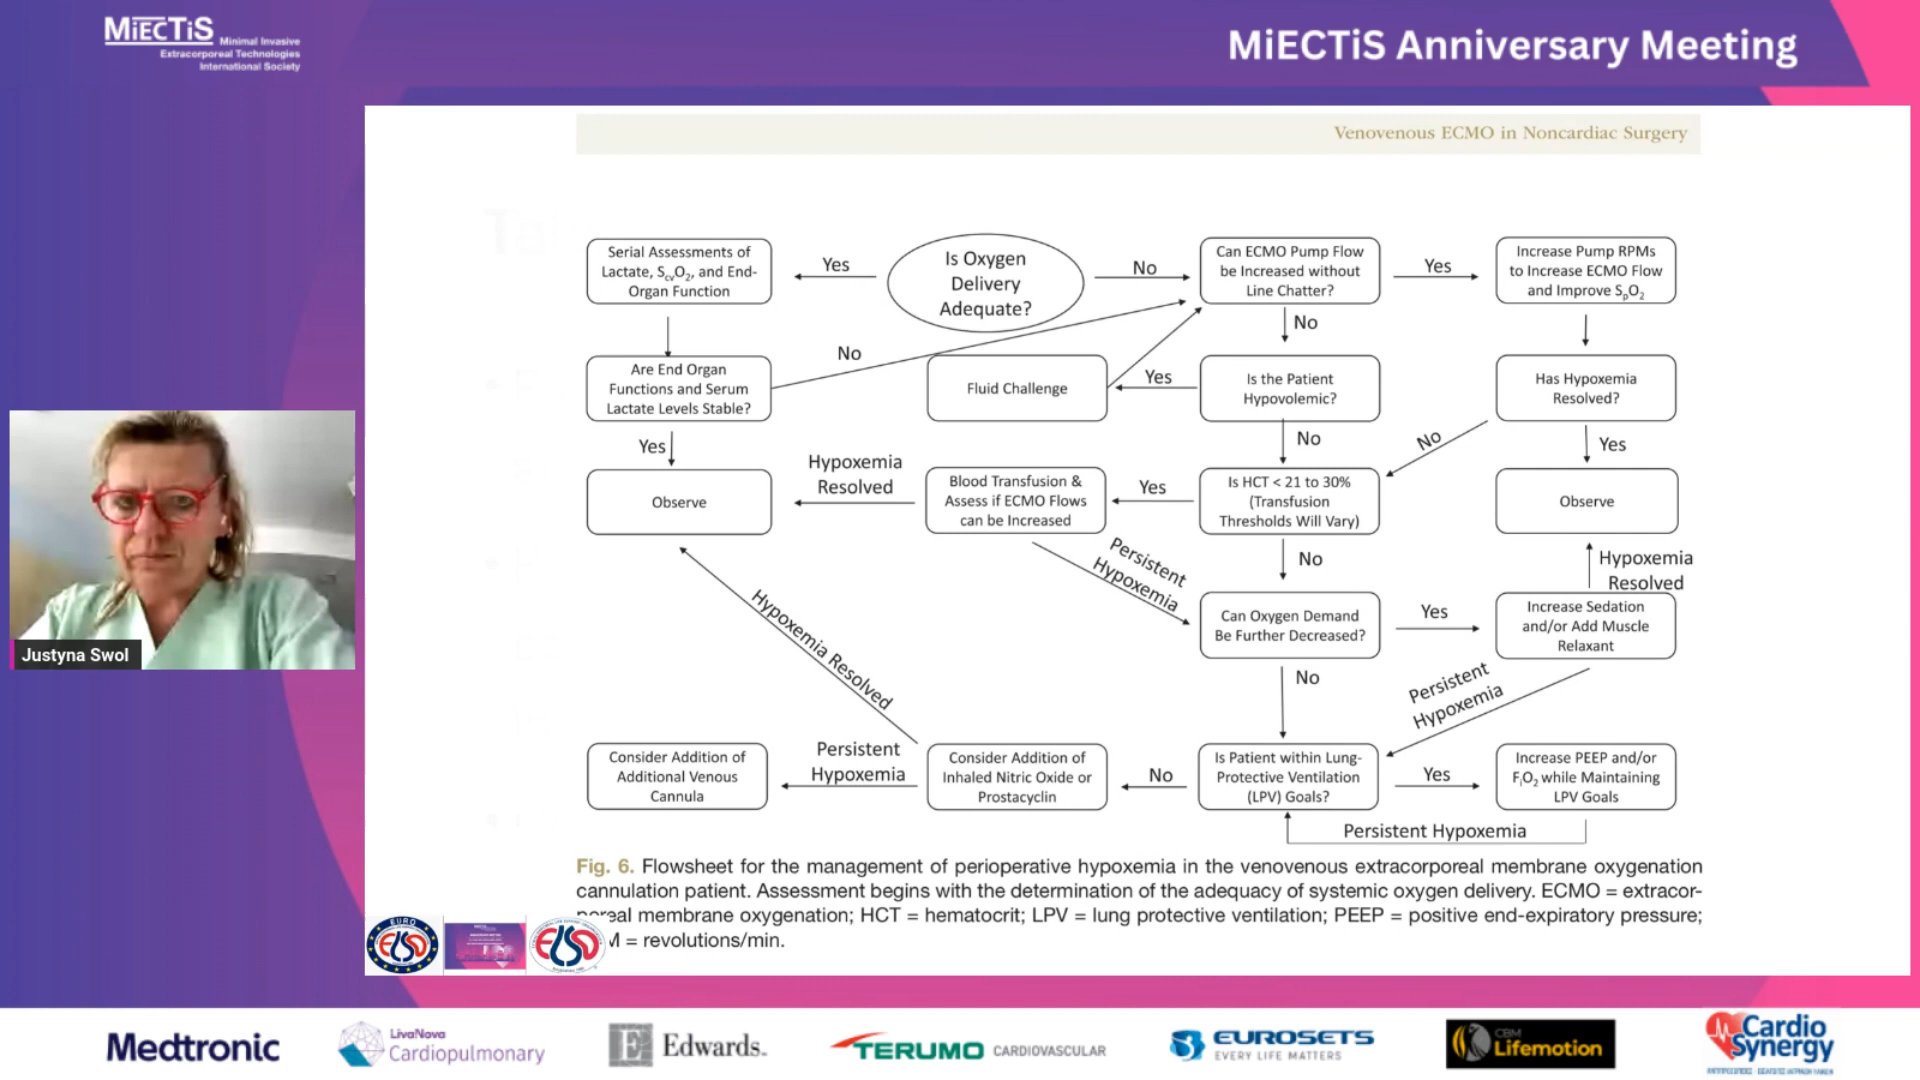 MiECTiS
Minimal Invasive
Extracorporeal Technologies
International Society
MiECTiS Anniversary Meeting
Venovenous ECMO in Noncardiac Surgery
Serial Assessments of
Lactate, ScvO2, and End-
Organ Function
Yes
Is Oxygen
Delivery
Adequate?
No
Can ECMO Pump Flow
be Increased without
Line Chatter?
Yes
Increase Pump RPMs
to Increase ECMO Flow
and Improve SpO2
No
Are End Organ
Functions and Serum
Lactate Levels Stable?
No
Fluid Challenge
Yes
Is the Patient
Hypovolemic?
Has Hypoxemia
Resolved?
Yes
No
No
Yes
Observe
Hypoxemia
Resolved
Blood Transfusion &
Assess if ECMO Flows
can be Increased
Yes
Is HCT < 21 to 30%
(Transfusion
Thresholds Will Vary)
Observe
Persistent
Hypoxemia
No
Hypoxemia
Resolved
Hypoxemia Resolved
Can Oxygen Demand
Be Further Decreased?
Yes
Increase Sedation
and/or Add Muscle
Relaxant
No
Persistent
Hypoxemia
Consider Addition of
Additional Venous
Cannula
Persistent
Hypoxemia
Consider Addition of
Inhaled Nitric Oxide or
Prostacyclin
No
Is Patient within Lung-
Protective Ventilation
(LPV) Goals?
Yes
Increase PEEP and/or
FiO2 while Maintaining
LPV Goals
Persistent Hypoxemia
Fig. 6. Flowsheet for the management of perioperative hypoxemia in the venovenous extracorporeal membrane oxygenation
cannulation patient. Assessment begins with the determination of the adequacy of systemic oxygen delivery. ECMO = extracor-
poreal membrane oxygenation; HCT = hematocrit; LPV = lung protective ventilation; PEEP = positive end-expiratory pressure;
M = revolutions/min.
Justyna Swol
EURO
ELSO
ELSO
Medtronic
LivaNova
Cardiopulmonary
E Edwards
TERUMO CARDIOVASCULAR
EUROSETS
EVERY LIFE MATTERS
CBM
Lifemotion
Cardio
Synergy